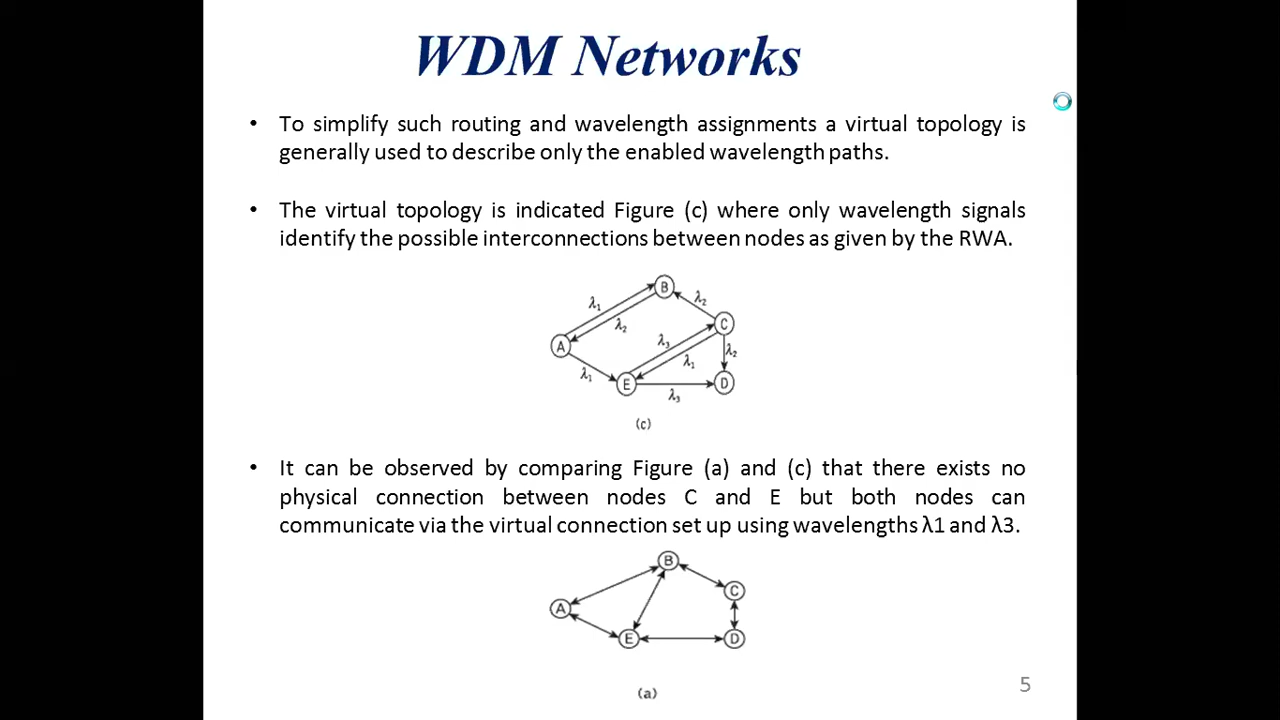 WDM Networks
• To simplify such routing and wavelength assignments a virtual topology is
generally used to describe only the enabled wavelength paths.
• The virtual topology is indicated Figure (c) where only wavelength signals
identify the possible interconnections between nodes as given by the RWA.
B
λ₁
λ₂
λ₂
C
A
λ₃
λ₂
λ₁
λ₁
E
D
λ₃
(c)
• It can be observed by comparing Figure (a) and (c) that there exists no
physical connection between nodes C and E but both nodes can
communicate via the virtual connection set up using wavelengths λ1 and λ3.
B
C
A
E
D
(a)
5